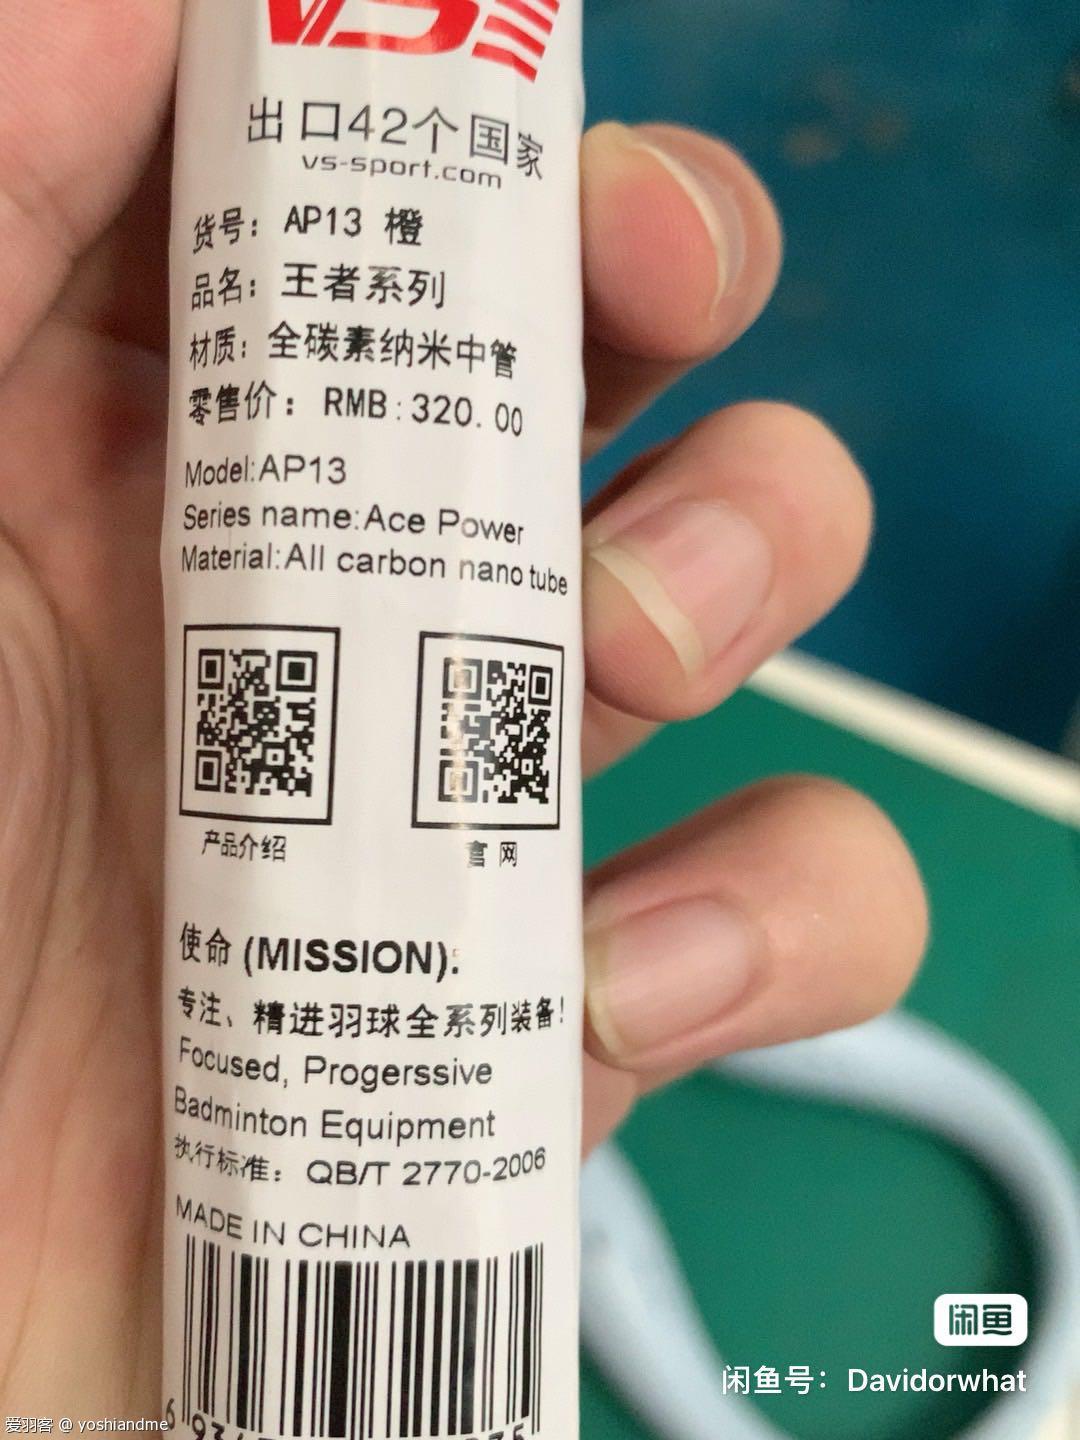 VS
出口42个国家
vs-sport.com
货号：AP13 橙
品名：王者系列
材质：全碳素纳米中管
零售价：RMB:320.00
Model:AP13
Series name:Ace Power
Material:All carbon nano tube
产品介绍 官网
使命 (MISSION):
专注、精进羽球全系列装备!
Focused, Progerssive
Badminton Equipment
执行标准：QB/T 2770-2006
MADE IN CHINA
闲鱼
闲鱼号：Davidorwhat
爱羽客 @ yoshiandme